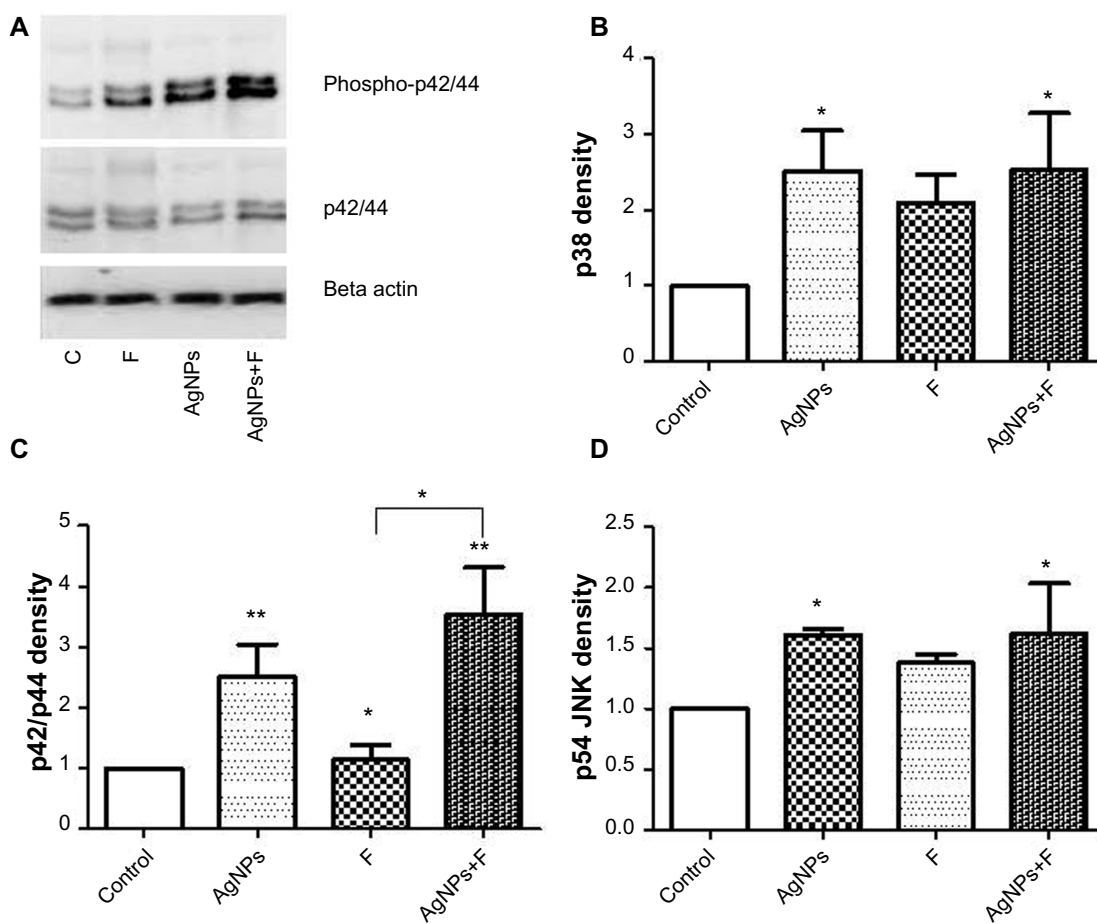 A
Phospho-p42/44
p42/44
Beta actin
C
F
AgNPs
AgNPs+F
B
p38 density
4
3
2
1
0
*
*
Control
AgNPs
F
AgNPs+F
C
p42/p44 density
5
4
3
2
1
0
*
**
*
**
Control
AgNPs
F
AgNPs+F
D
p54 JNK density
2.5
2.0
1.5
1.0
0.5
0.0
*
*
Control
AgNPs
F
AgNPs+F